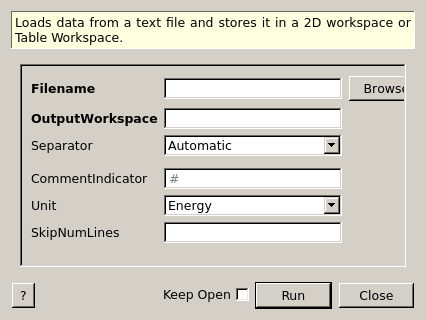 Loads data from a text file and stores it in a 2D workspace or
Table Workspace.
Filename
Browse
OutputWorkspace
Separator Automatic
CommentIndicator #
Unit Energy
SkipNumLines
? Keep Open Run Close